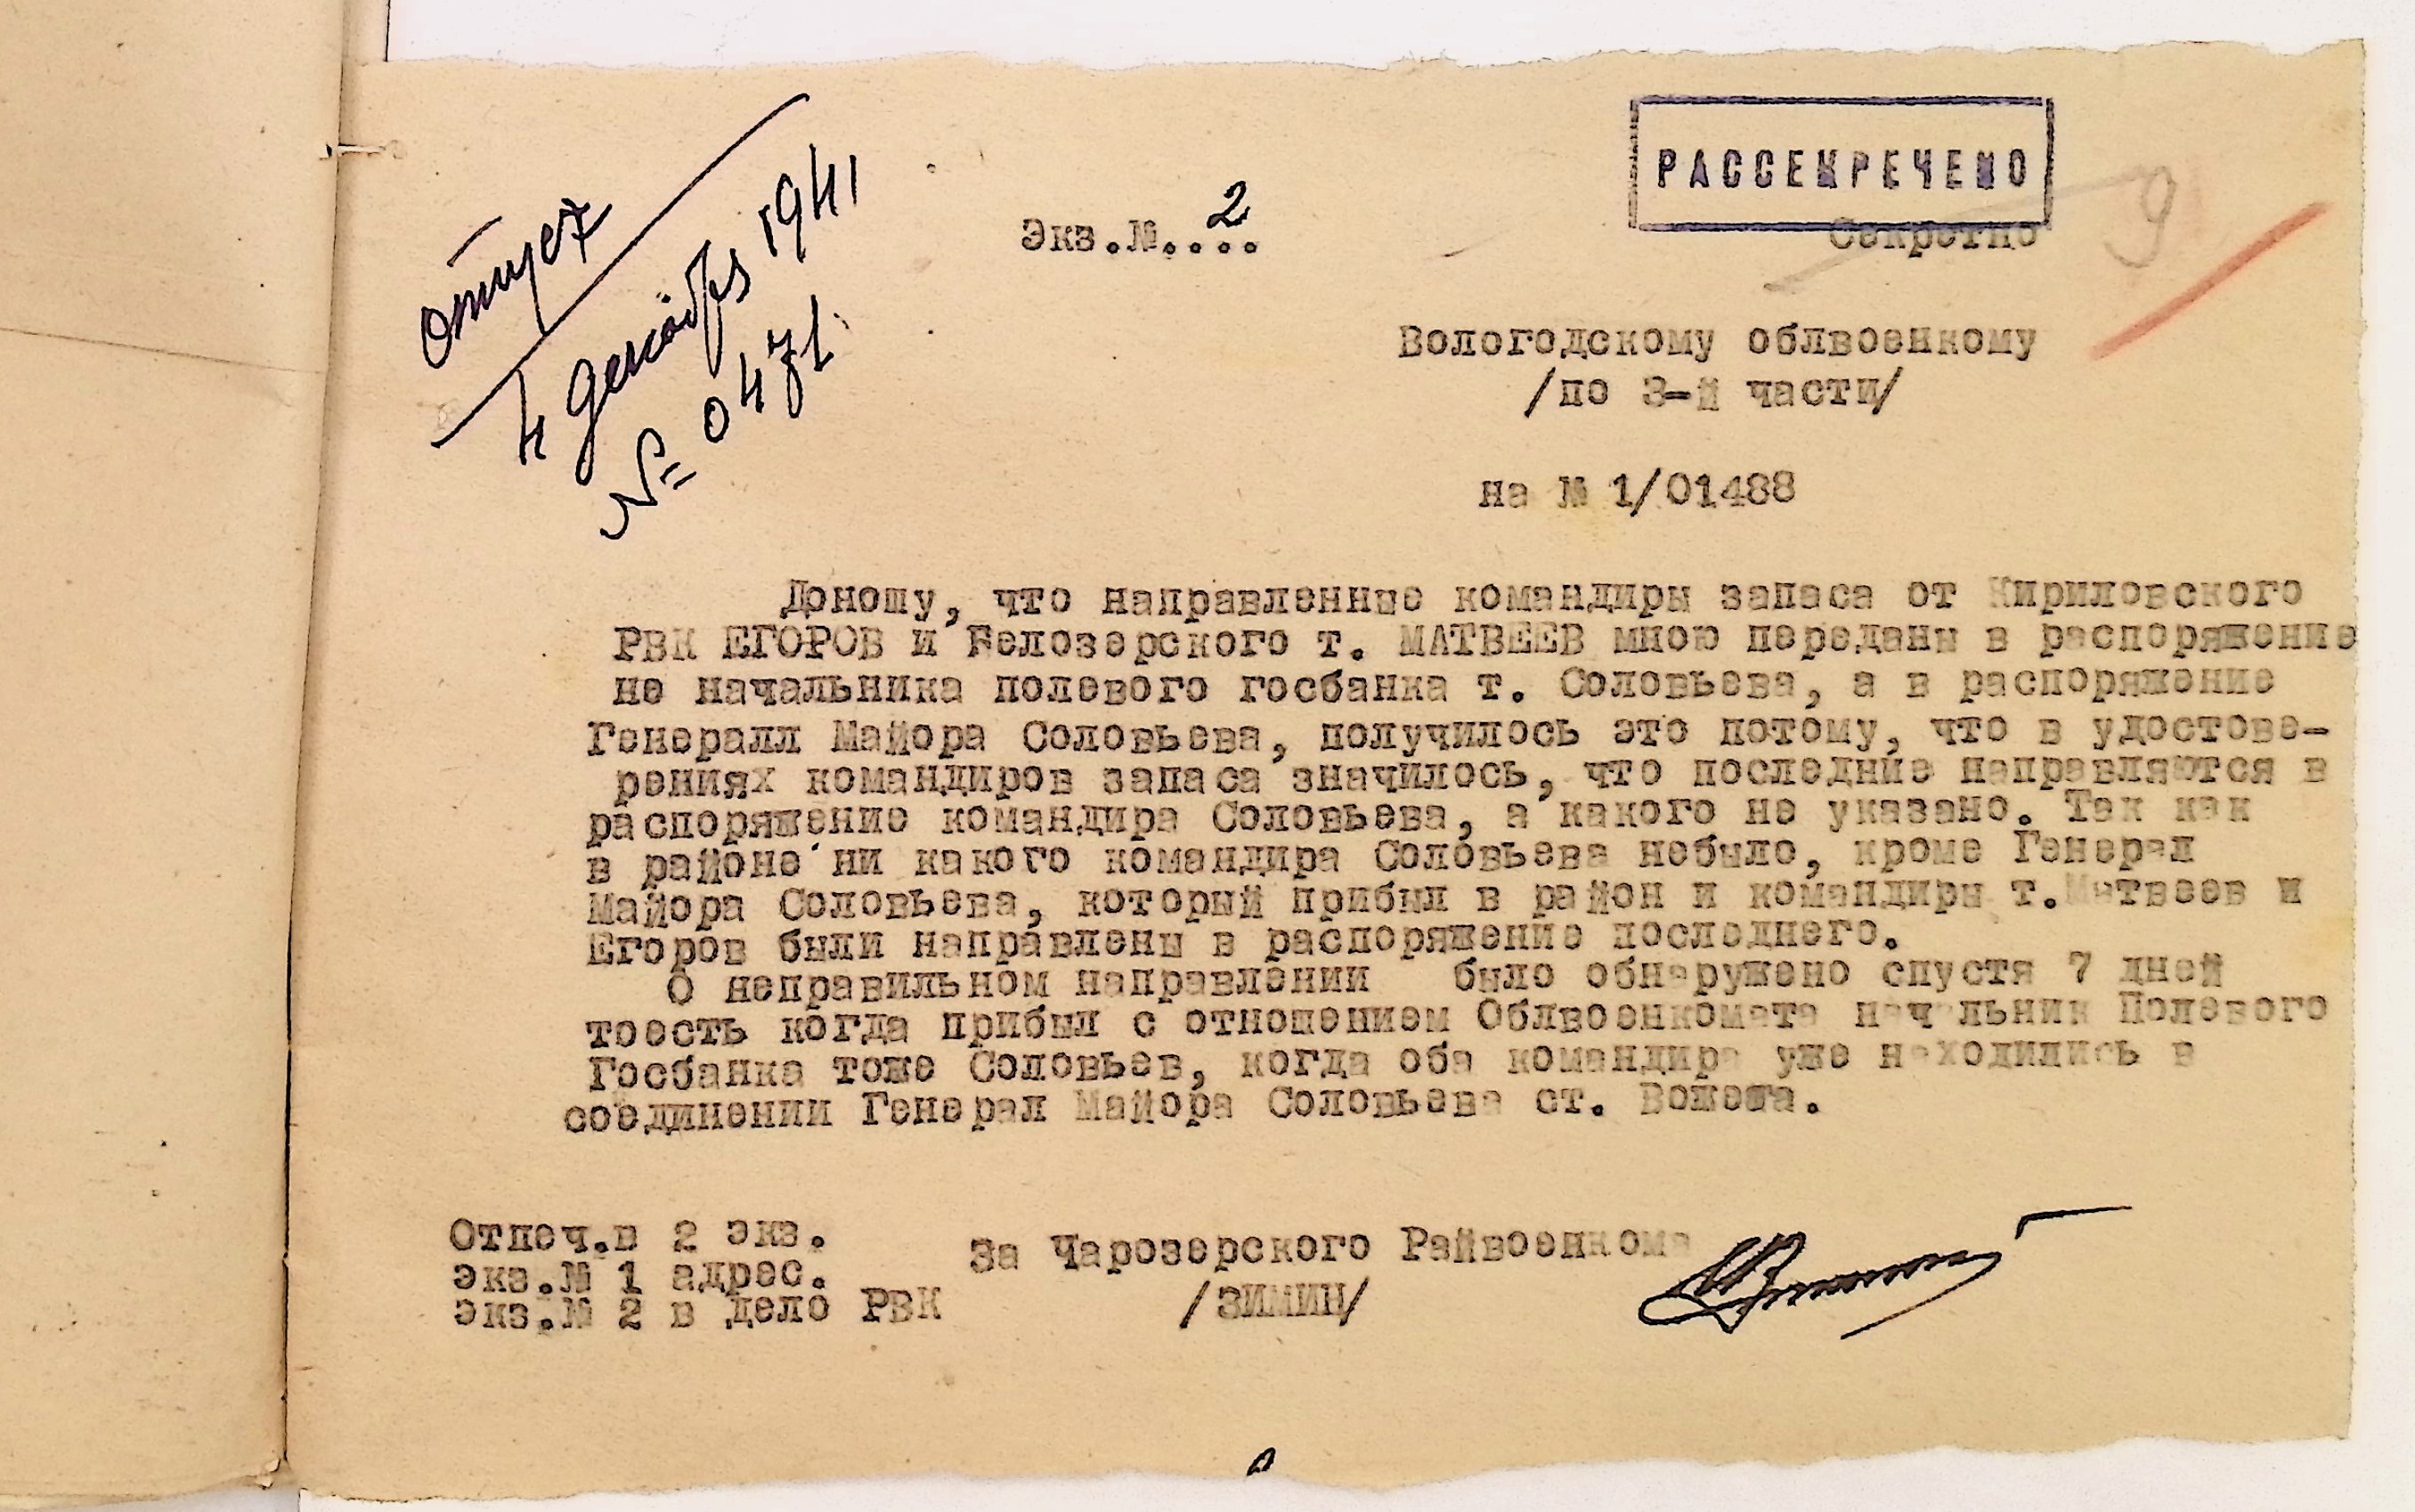 РАССЕКРЕЧЕНО
Экз.№.... 2
Секретно
9
отпуск
4 декабря 1941
№ 0471.
Вологодскому облвоенкому
/по 3-й части/
на № 1/01488
Доношу, что направленные командиры запаса от Кириловского
РВК ЕГОРОВ и Белозерского т. МАТВЕЕВ мною переданы в распоряжение
не начальника полевого госбанка т. Соловьева, а в распоряжение
Генералл Майора Соловьева, получилось это потому, что в удостове-
рениях командиров запаса значилось, что последние направляются в
распоряжение командира Соловьева, а какого не указано. Так как
в районе ни какого командира Соловьева небыло, кроме Генерал
Майора Соловьева, который прибыл в район и командиры т.Матвеев и
Егоров были направлены в распоряжение последнего.
О неправильном направлении было обнаружено спустя 7 дней
тоесть когда прибыл с отношением Облвоенкомата начальник Полевого
Госбанка тоже Соловьев, когда оба командира уже находились в
соединении Генерал Майора Соловьева ст. Вожега.
Отпеч.в 2 экз.
экз.№ 1 адрес.
экз.№ 2 в дело РВК
За Чарозерского Райвоенкома
/ЗИМИН/